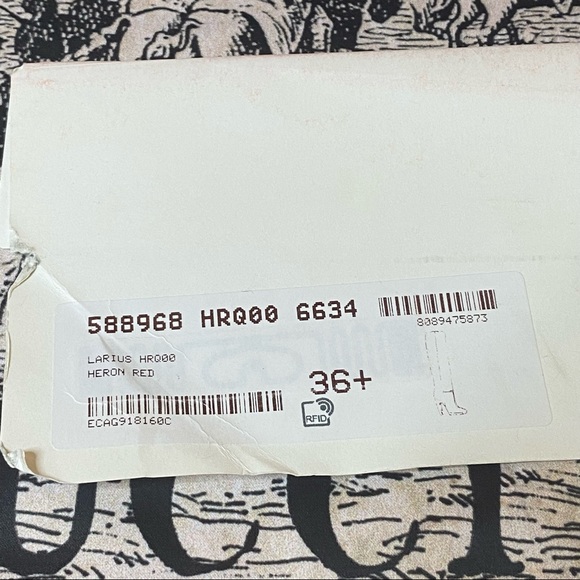 588968 HRQ00 6634
8089475873
LARIUS HRQ00
HERON RED
36+
ECAG918160C
RFID